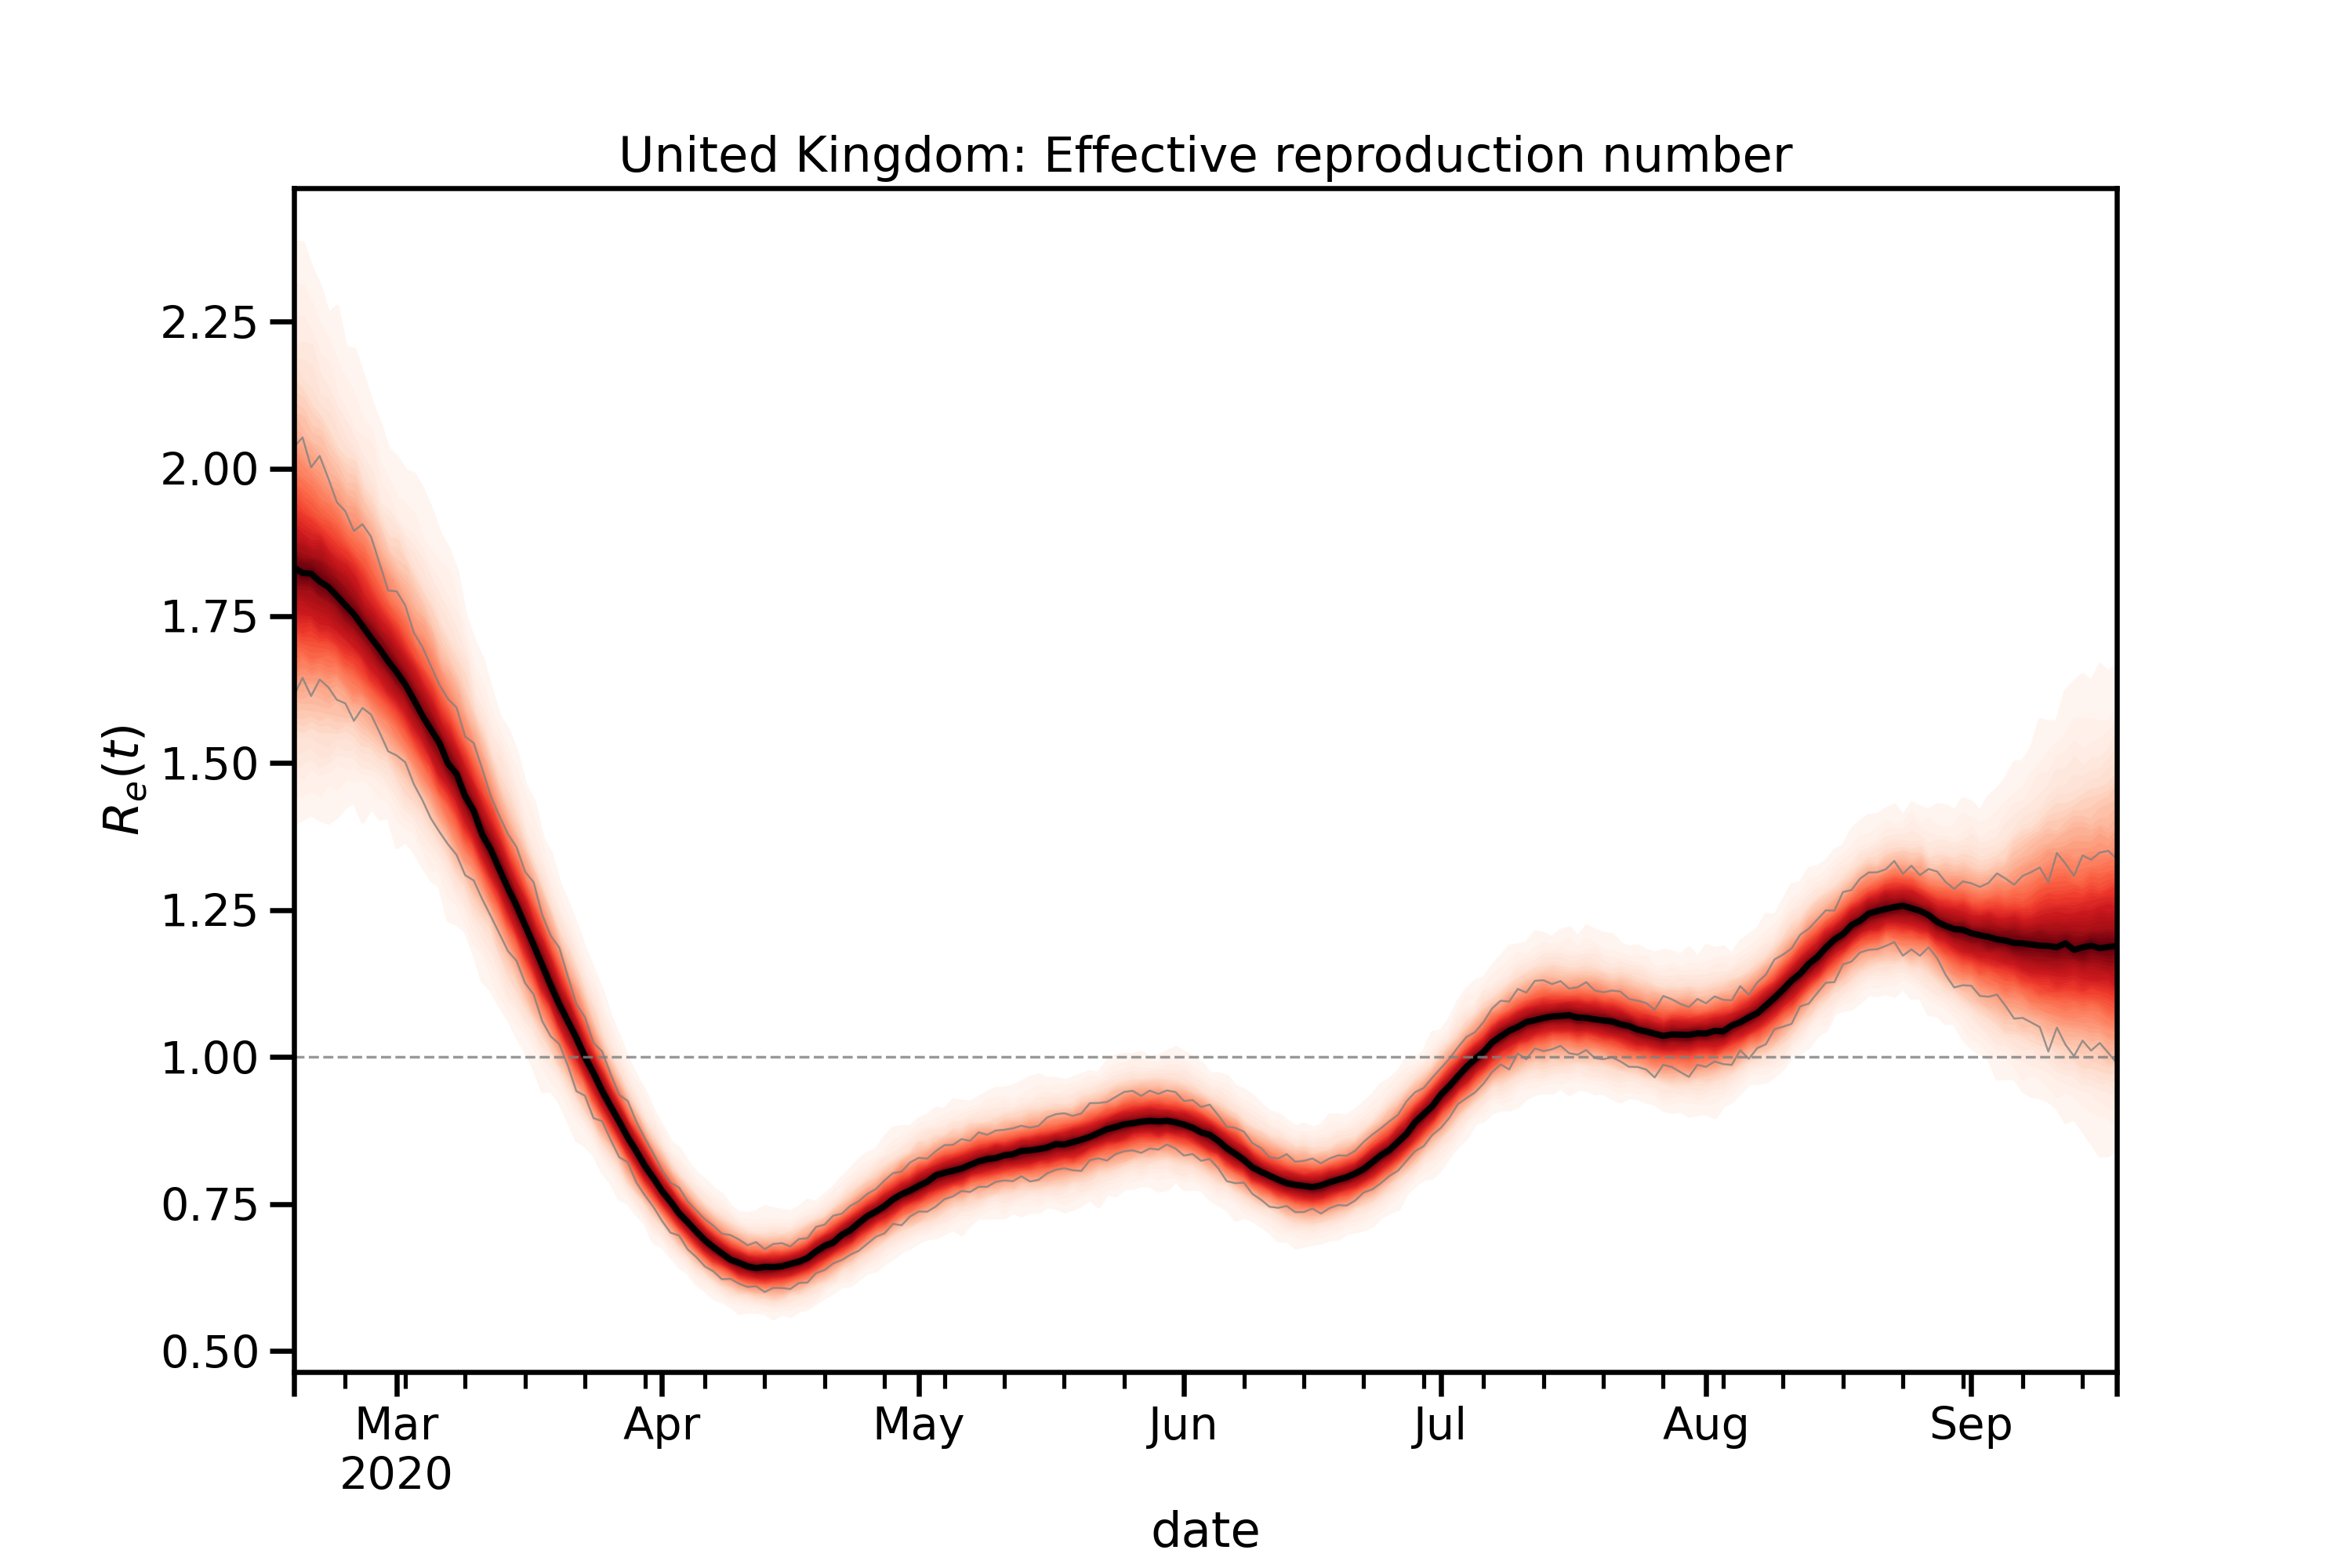 United Kingdom: Effective reproduction number
2.25
2.00
1.75
1.50
1.25
1.00
0.75
0.50
Rₑ(t)
Mar Apr May Jun Jul Aug Sep
2020
date